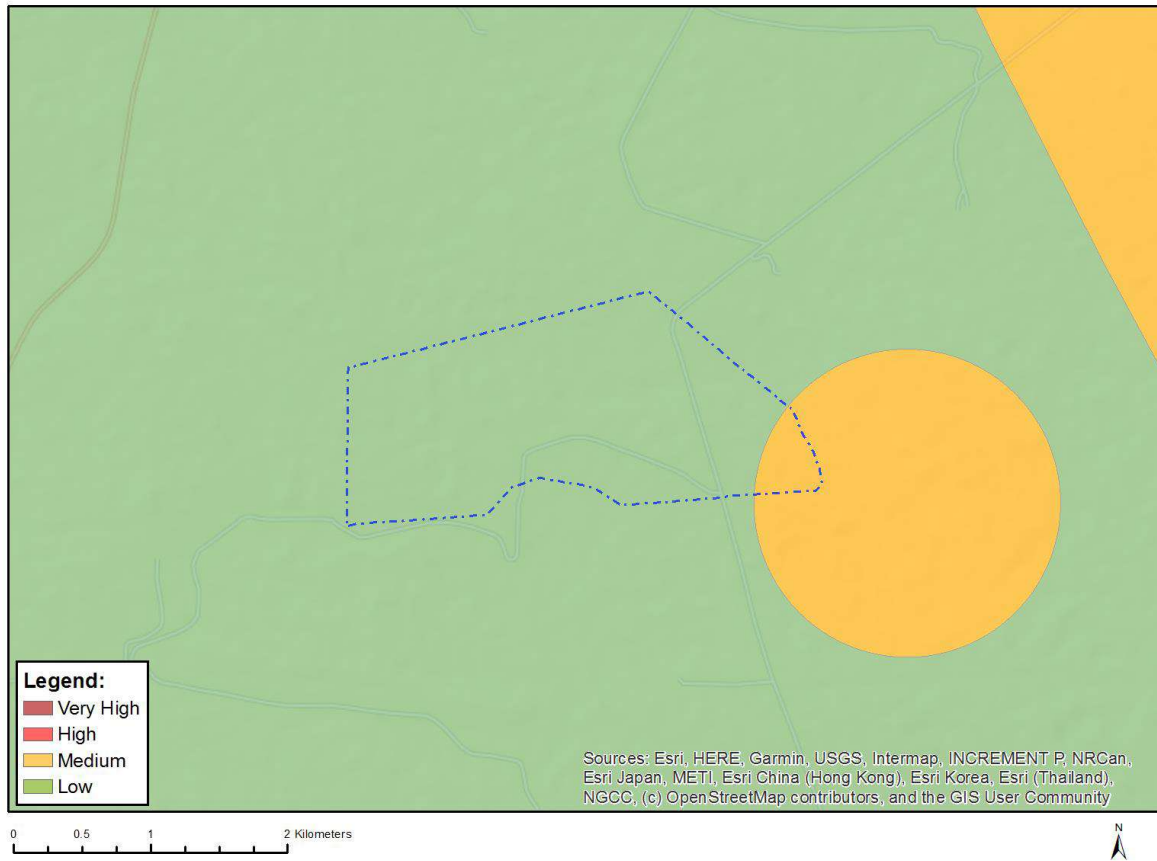 Legend:
Very High
High
Medium
Low
Sources: Esri, HERE, Garmin, USGS, Intermap, INCREMENT P, NRCan,
Esri Japan, METI, Esri China (Hong Kong), Esri Korea, Esri (Thailand),
NGCC, (c) OpenStreetMap contributors, and the GIS User Community
0 0.5 1 2 Kilometers
N